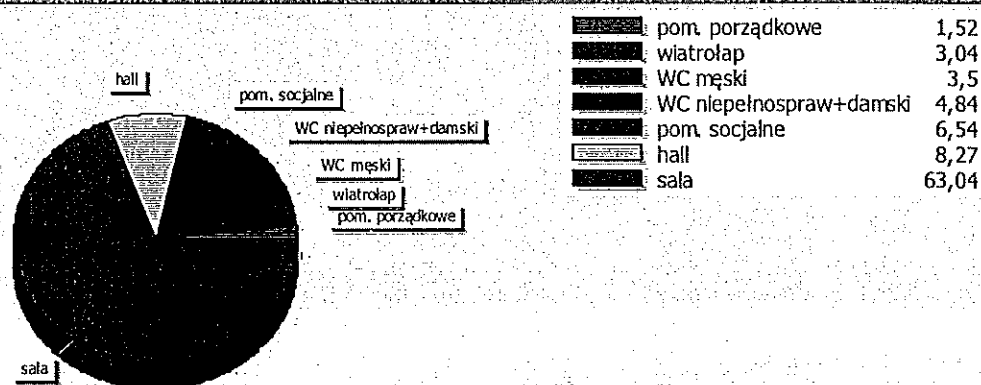 hall
pom. socjalne
WC niepełnospraw+damski
WC męski
wiatrołap
pom. porządkowe
sala
pom. porządkowe 1,52
wiatrołap 3,04
WC męski 3,5
WC niepełnospraw+damski 4,84
pom. socjalne 6,54
hall 8,27
sala 63,04